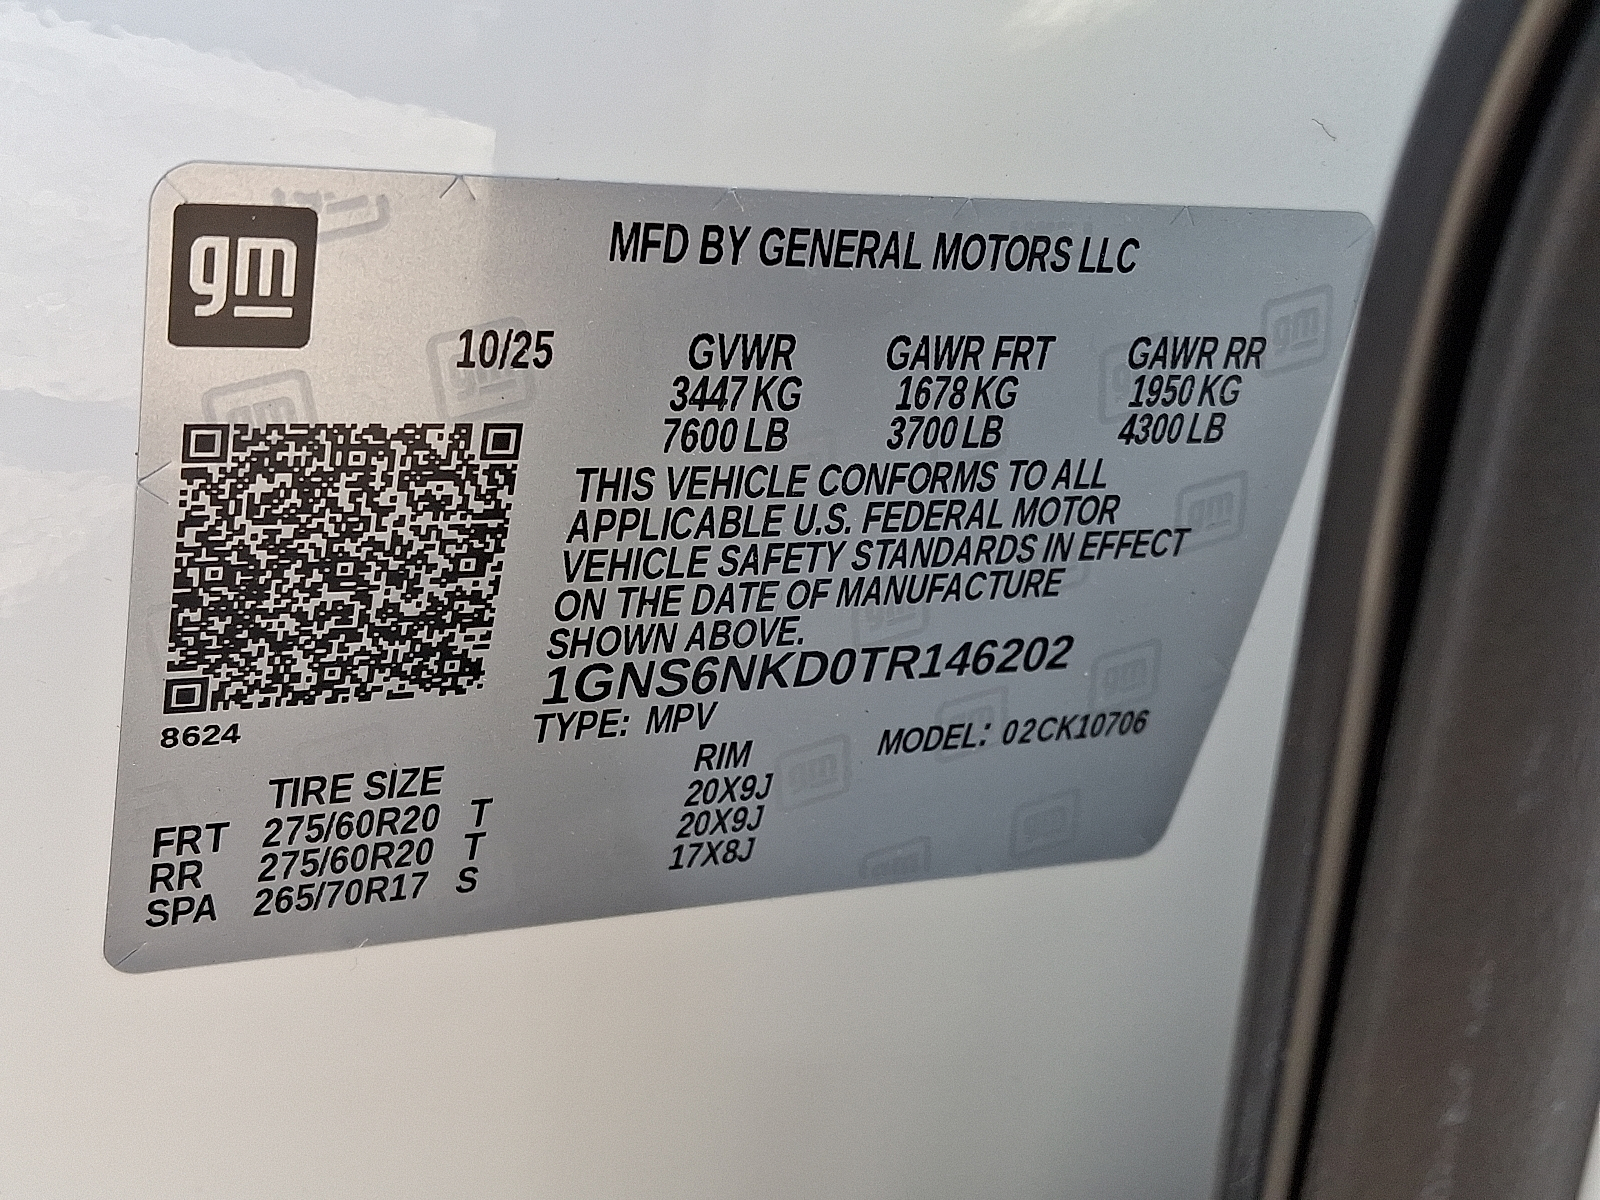 gm
MFD BY GENERAL MOTORS LLC
10/25 GVWR GAWR FRT GAWR RR
3447 KG 1678 KG 1950 KG
7600 LB 3700 LB 4300 LB
THIS VEHICLE CONFORMS TO ALL
APPLICABLE U.S. FEDERAL MOTOR
VEHICLE SAFETY STANDARDS IN EFFECT
ON THE DATE OF MANUFACTURE
SHOWN ABOVE.
1GNS6NKD0TR146202
8624
TYPE: MPV MODEL: 02CK10706
TIRE SIZE RIM
FRT 275/60R20 T 20X9J
RR 275/60R20 T 20X9J
SPA 265/70R17 S 17X8J